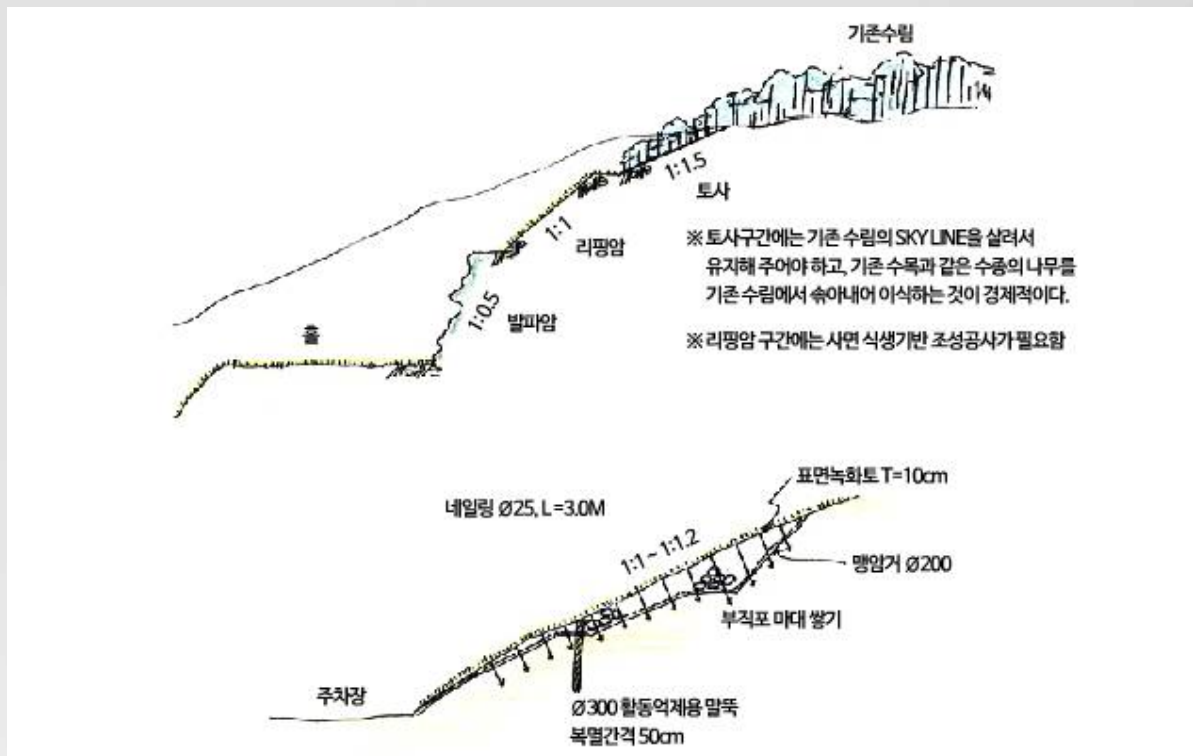 기존수림
1:1.5
토사
1:1
리핑암
※ 토사구간에는 기존 수림의 SKY LINE을 살려서
유지해 주어야 하고, 기존 수목과 같은 수종의 나무를
기존 수림에서 솎아내어 이식하는 것이 경제적이다.
1:0.5
발파암
홀
※ 리핑암 구간에는 사면 식생기반 조성공사가 필요함
표면녹화토 T=10cm
네일링 Ø25, L=3.0M
1:1 ~ 1:1.2
맹암거 Ø200
부직포 마대 쌓기
주차장
Ø300 활동억제용 말뚝
복멸간격 50cm